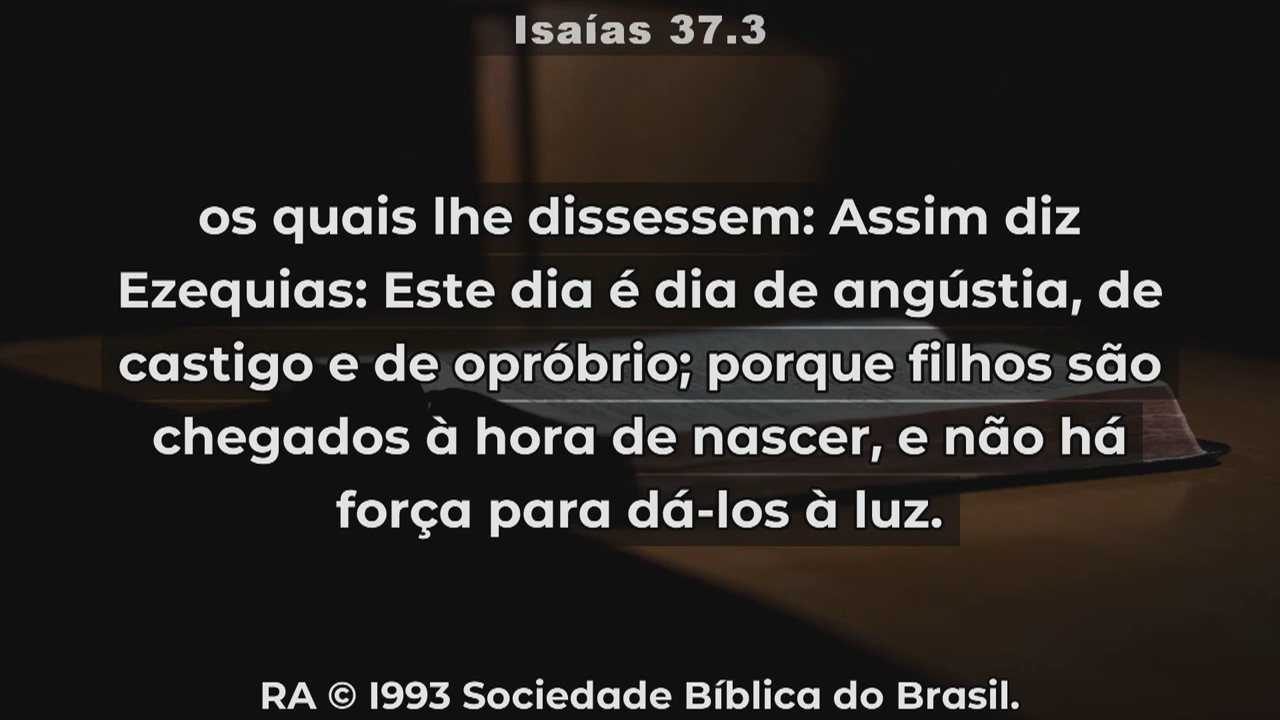 Isaías 37.3
os quais lhe dissessem: Assim diz
Ezequias: Este dia é dia de angústia, de
castigo e de opróbrio; porque filhos são
chegados à hora de nascer, e não há
força para dá-los à luz.
RA © 1993 Sociedade Bíblica do Brasil.